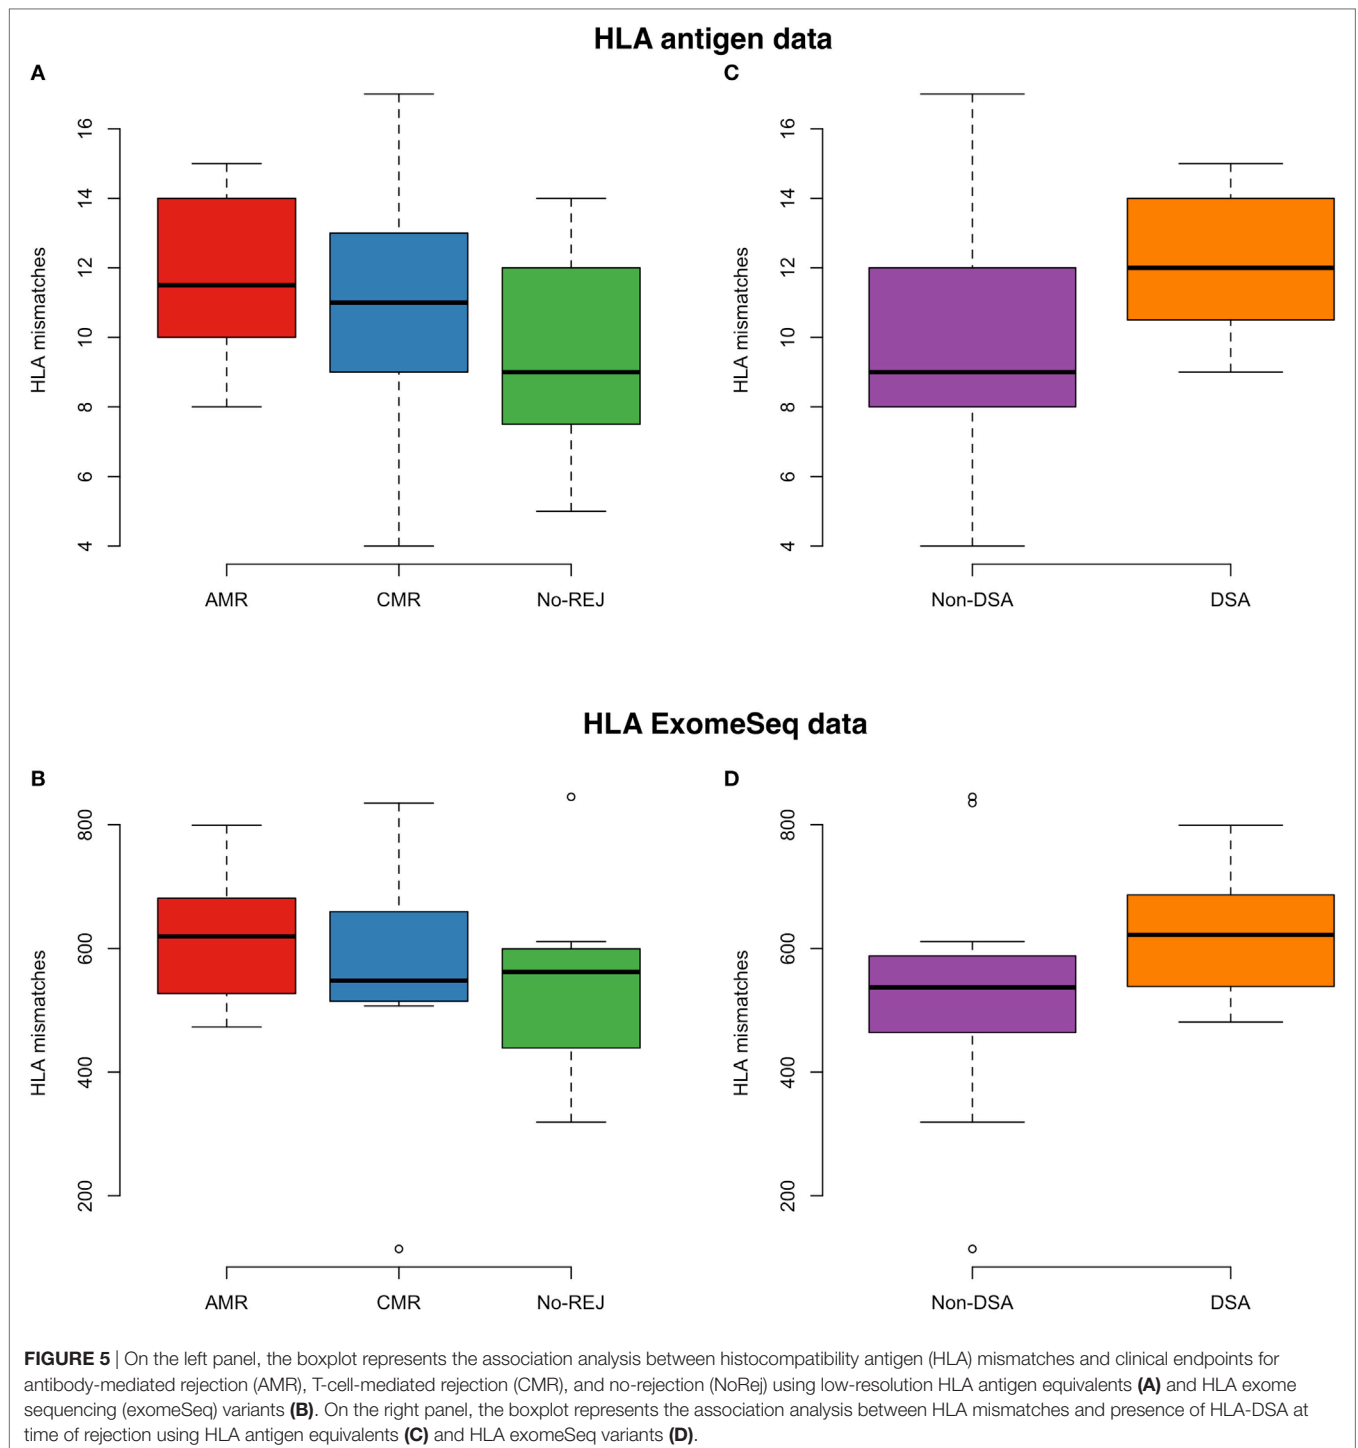 HLA antigen data
A
HLA mismatches
16
14
12
10
8
6
4
AMR
CMR
No-REJ
C
HLA mismatches
16
14
12
10
8
6
4
Non-DSA
DSA
HLA ExomeSeq data
B
HLA mismatches
800
600
400
200
AMR
CMR
No-REJ
D
HLA mismatches
800
600
400
200
Non-DSA
DSA
FIGURE 5 | On the left panel, the boxplot represents the association analysis between histocompatibility antigen (HLA) mismatches and clinical endpoints for
antibody-mediated rejection (AMR), T-cell-mediated rejection (CMR), and no-rejection (NoRej) using low-resolution HLA antigen equivalents (A) and HLA exome
sequencing (exomeSeq) variants (B). On the right panel, the boxplot represents the association analysis between HLA mismatches and presence of HLA-DSA at
time of rejection using HLA antigen equivalents (C) and HLA exomeSeq variants (D).